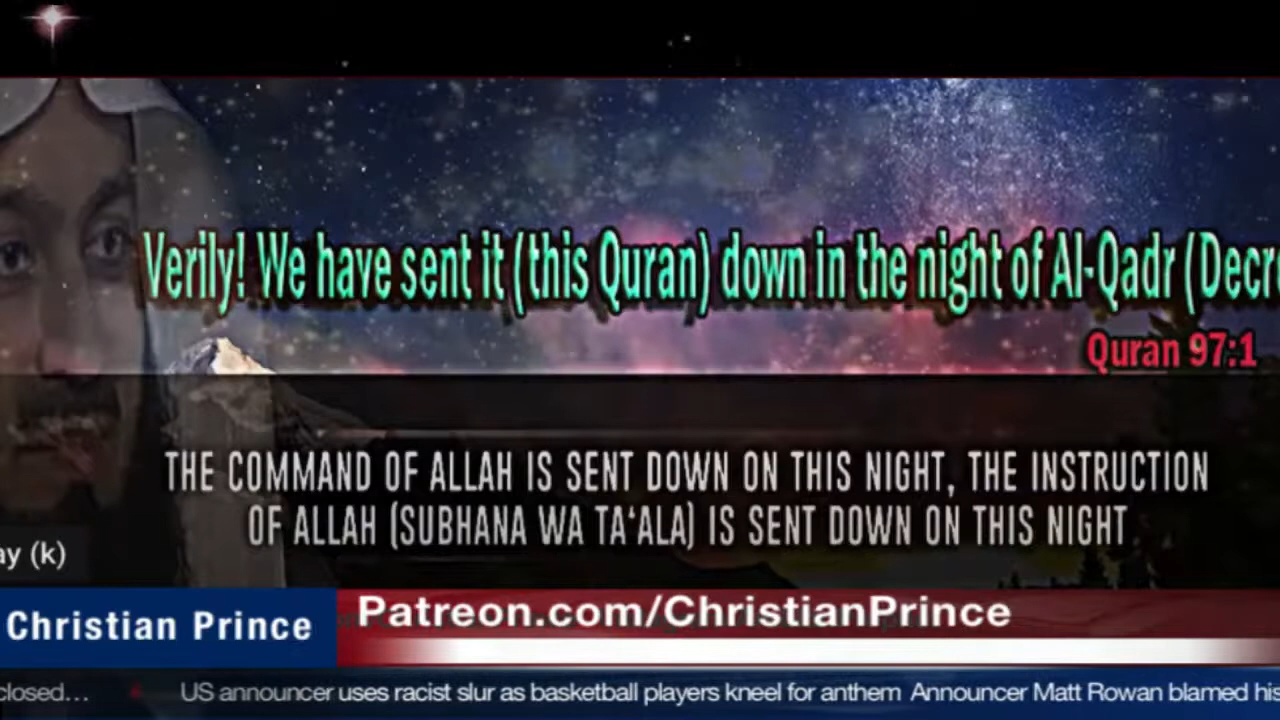 Verily! We have sent it (this Quran) down in the night of Al-Qadr (Decre
Quran 97:1
THE COMMAND OF ALLAH IS SENT DOWN ON THIS NIGHT, THE INSTRUCTION
OF ALLAH (SUBHANA WA TA‘ALA) IS SENT DOWN ON THIS NIGHT
ay (k)
Christian Prince
Patreon.com/ChristianPrince
closed... US announcer uses racist slur as basketball players kneel for anthem Announcer Matt Rowan blamed his